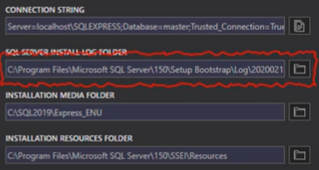 CONNECTION STRING
Server=localhost\SQLEXPRESS;Database=master;Trusted_Connection=True
SQL SERVER INSTALL LOG FOLDER
C:\Program Files\Microsoft SQL Server\150\Setup Bootstrap\Log\2020021
INSTALLATION MEDIA FOLDER
C:\SQL2019\Express_ENU
INSTALLATION RESOURCES FOLDER
C:\Program Files\Microsoft SQL Server\150\SSEI\Resources